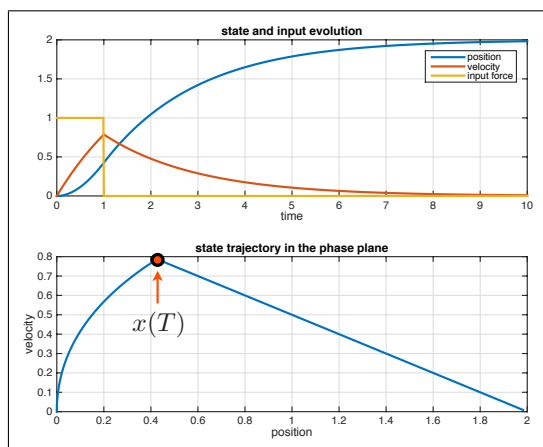 state and input evolution
2
1.5
1
0.5
0
position
velocity
input force
0 1 2 3 4 5 6 7 8 9 10
time
state trajectory in the phase plane
0.8
0.7
0.6
0.5
0.4
0.3
0.2
0.1
0
velocity
x(T)
0 0.2 0.4 0.6 0.8 1 1.2 1.4 1.6 1.8 2
position